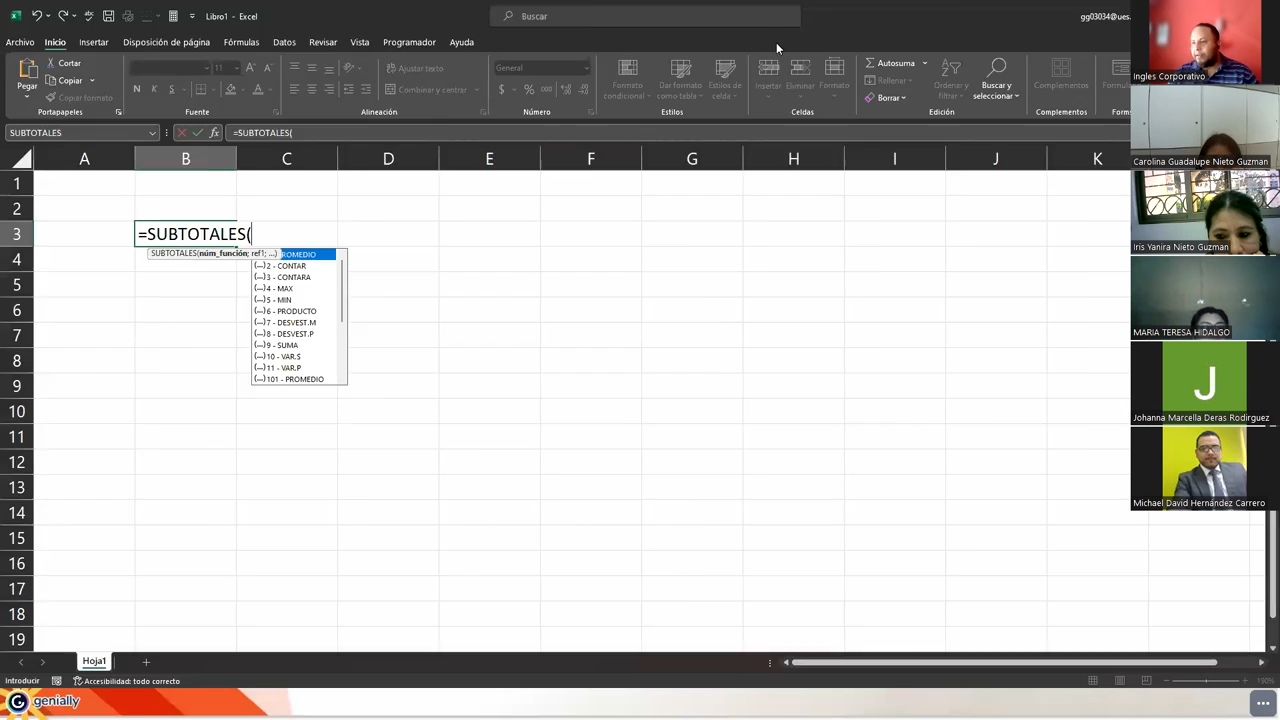 Libro1 - Excel
Buscar
gg03034@ues.
Archivo
Inicio
Insertar
Disposición de página
Fórmulas
Datos
Revisar
Vista
Programador
Ayuda
Pegar
Cortar
Copiar
Copiar formato
Portapapeles
11
N K S
Fuente
Ajustar texto
Combinar y centrar
Alineación
General
Número
Formato condicional
Dar formato como tabla
Estilos de celda
Estilos
Insertar
Eliminar
Formato
Celdas
Autosuma
Rellenar
Borrar
Ordenar y filtrar
Buscar y seleccionar
Edición
Complementos
Complementos
SUBTOTALES
fx
=SUBTOTALES(
A B C D E F G H I J K
1
2
3
=SUBTOTALES(
SUBTOTALES(núm_función; ref1; ...)
ROMEDIO
(...) 2 - CONTAR
(...) 3 - CONTARA
(...) 4 - MAX
(...) 5 - MIN
(...) 6 - PRODUCTO
(...) 7 - DESVEST.M
(...) 8 - DESVEST.P
(...) 9 - SUMA
(...) 10 - VAR.S
(...) 11 - VAR.P
(...) 101 - PROMEDIO
4
5
6
7
8
9
10
11
12
13
14
15
16
17
18
19
Hoja1
Introducir
Accesibilidad: todo correcto
190%
genially
Ingles Corporativo
Carolina Guadalupe Nieto Guzman
Iris Yanira Nieto Guzman
MARIA TERESA HIDALGO
J
Johanna Marcella Deras Rodirguez
Michael David Hernández Carrero